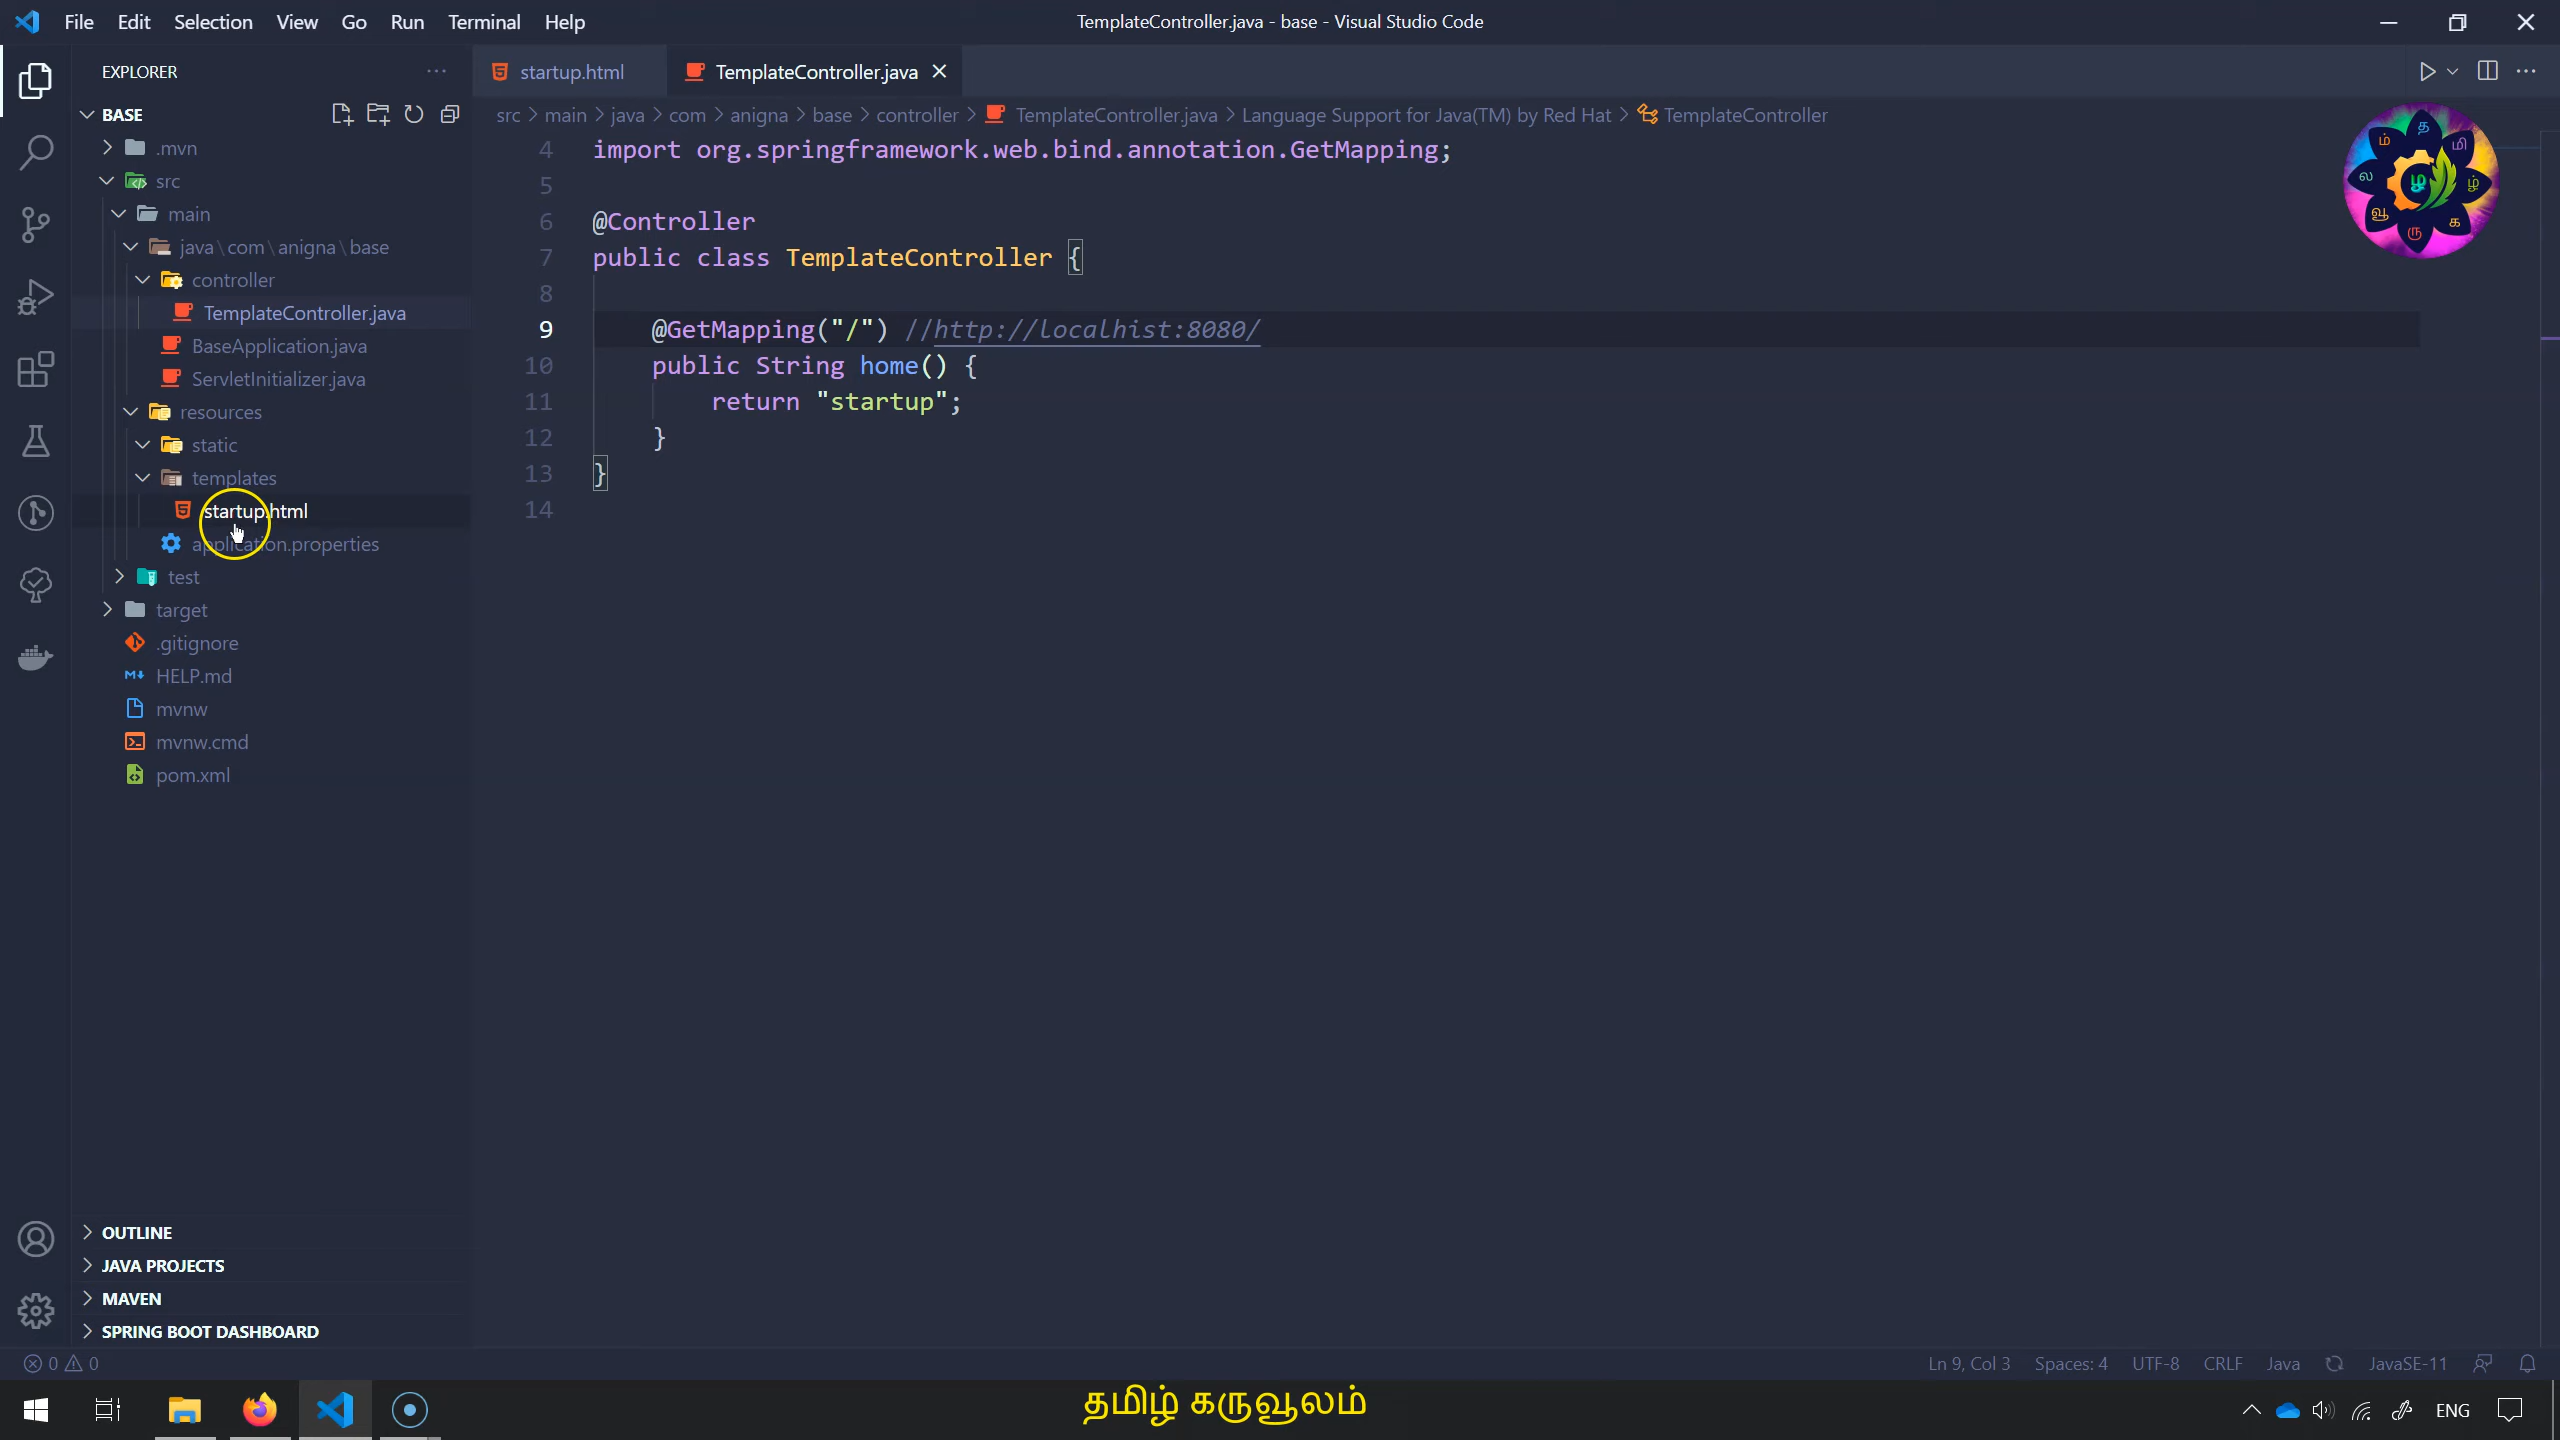 File Edit Selection View Go Run Terminal Help
TemplateController.java - base - Visual Studio Code
EXPLORER
startup.html
TemplateController.java
BASE
src > main > java > com > anigna > base > controller > TemplateController.java > Language Support for Java(TM) by Red Hat > TemplateController
.mvn
src
main
java\com\anigna\base
controller
TemplateController.java
BaseApplication.java
ServletInitializer.java
resources
static
templates
startup.html
application.properties
test
target
.gitignore
HELP.md
mvnw
mvnw.cmd
pom.xml
OUTLINE
JAVA PROJECTS
MAVEN
SPRING BOOT DASHBOARD
4 import org.springframework.web.bind.annotation.GetMapping;
5
6 @Controller
7 public class TemplateController {
8
9 @GetMapping("/") //http://localhist:8080/
10 public String home() {
11 return "startup";
12 }
13 }
14
த
மி
ழ்
க
ரு
வூ
ல
ம்
ழ
0 0
Ln 9, Col 3 Spaces: 4 UTF-8 CRLF Java JavaSE-11
தமிழ் கருவூலம்
ENG